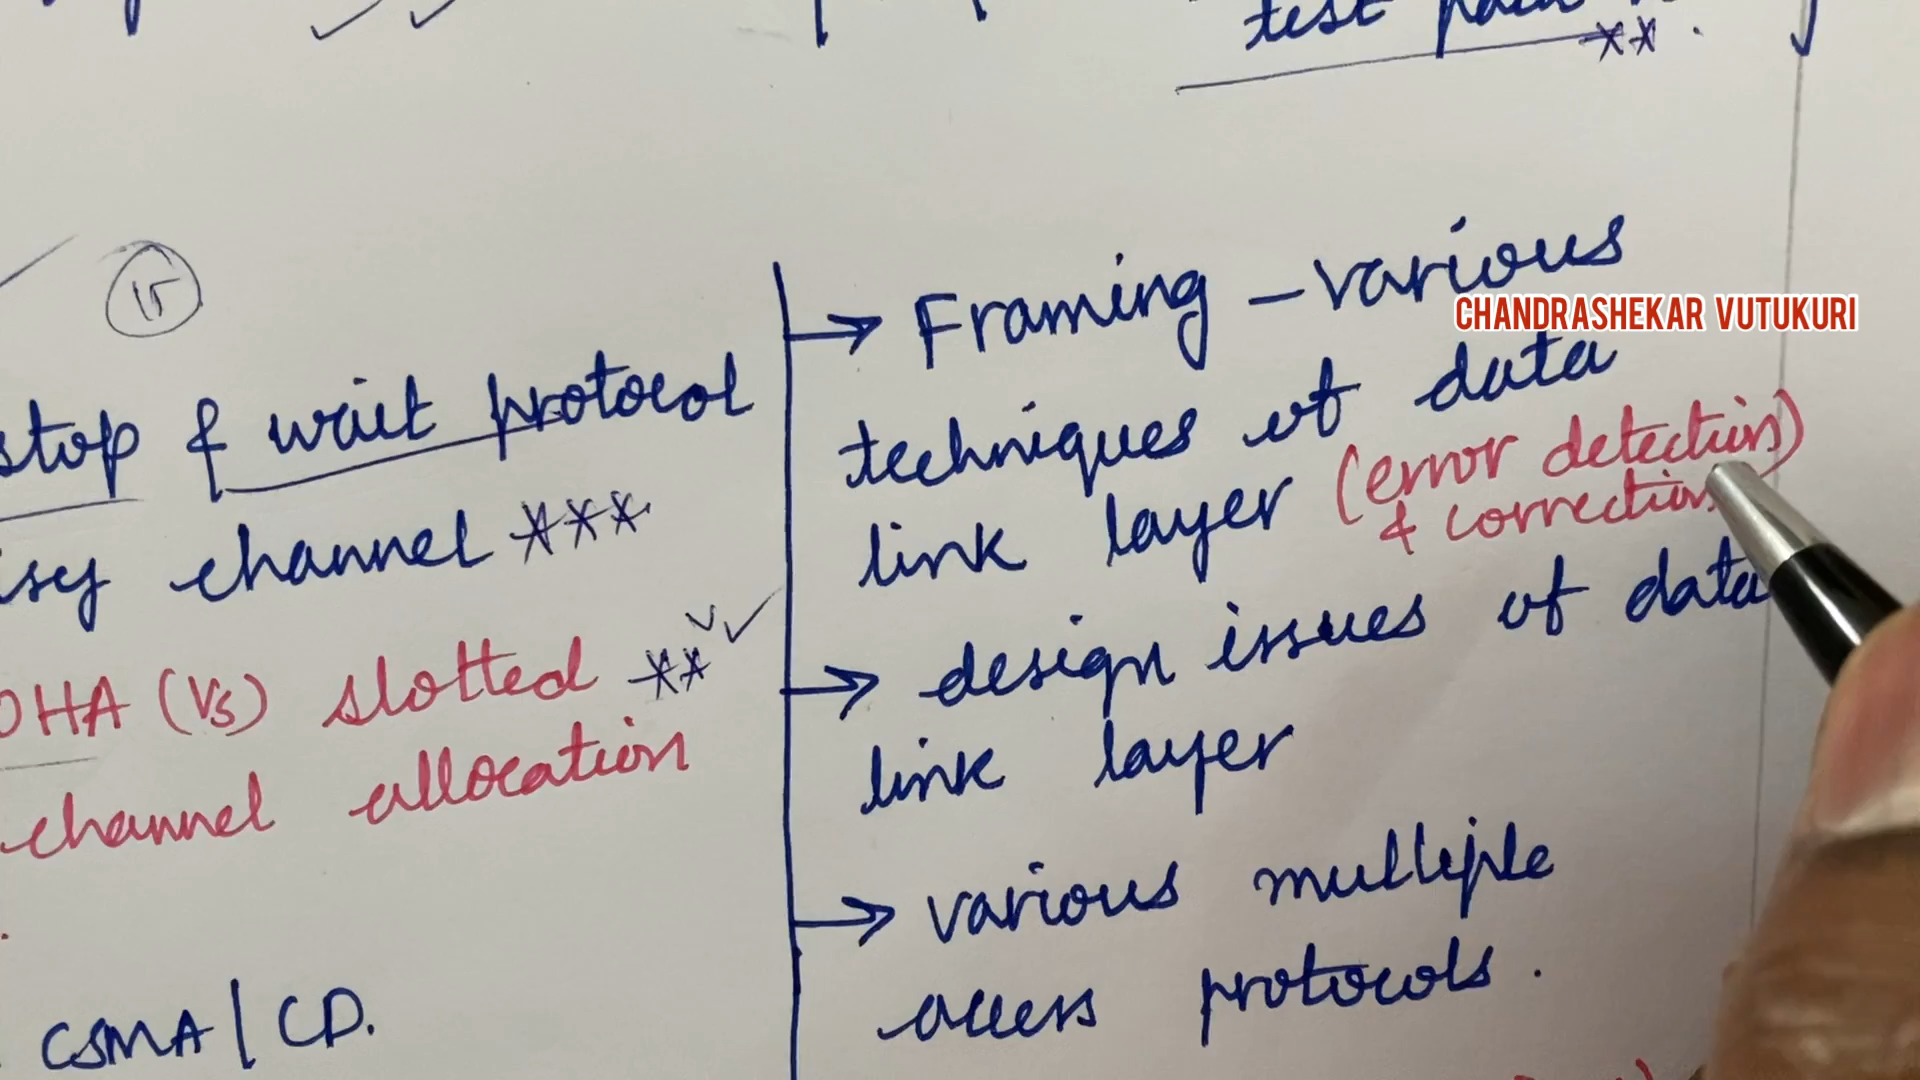 test
**.
15
stop & wait protocol
channel ***
(Vs) slotted **
channel allocation
CSMA/CD.
→ Framing - various
CHANDRASHEKAR VUTUKURI
techniques of data
link layer (error detection)
& correction
→ design issues of data
link layer
→ various multiple
access protocols.